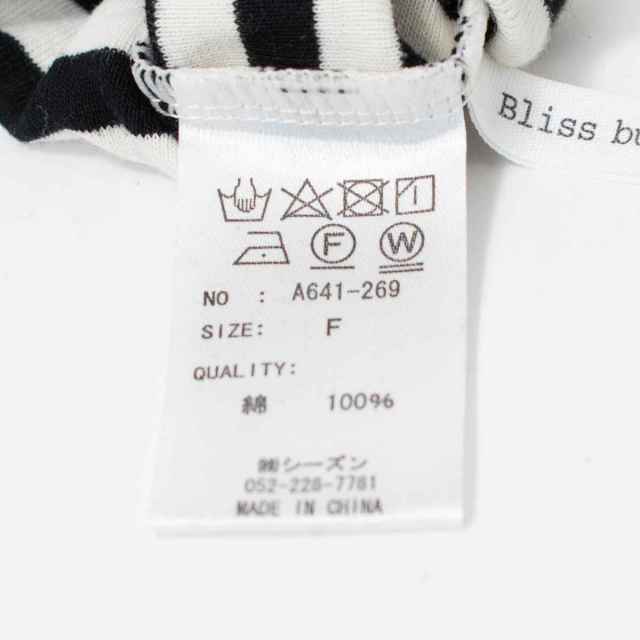 Bliss bu
F W
NO : A641-269
SIZE: F
QUALITY:
綿 100%
㈱シーズン
052-228-7781
MADE IN CHINA